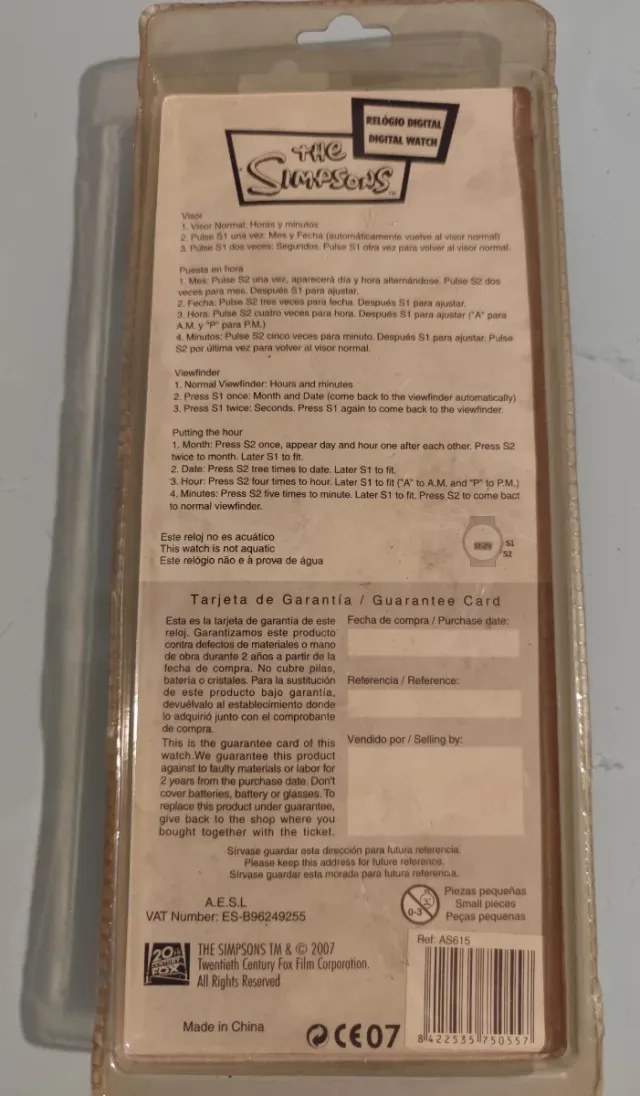 RELÓGIO DIGITAL
DIGITAL WATCH
THE
SIMPSONS TM
Visor
1. Visor Normal: Horas y minutos
2. Pulse S1 una vez: Mes y Fecha (automáticamente vuelve al visor normal)
3. Pulse S1 dos veces: Segundos. Pulse S1 otra vez para volver al visor normal.
Puesta en hora
1. Mes: Pulse S2 una vez, aparecerá día y hora alternándose. Pulse S2 dos
veces para mes. Después S1 para ajustar.
2. Fecha: Pulse S2 tree veces para fecha. Después S1 para ajustar.
3. Hora: Pulse S2 cuatro veces para hora. Después S1 para ajustar ("A" para
A.M. y "P" para P.M.)
4. Minutos: Pulse S2 cinco veces para minuto. Después S1 para ajustar. Pulse
S2 por última vez para volver al visor normal.
Viewfinder
1. Normal Viewfinder: Hours and minutes
2. Press S1 once: Month and Date (come back to the viewfinder automatically)
3. Press S1 twice: Seconds. Press S1 again to come back to the viewfinder.
Putting the hour
1. Month: Press S2 once, appear day and hour one after each other. Press S2
twice to month. Later S1 to fit.
2. Date: Press S2 tree times to date. Later S1 to fit.
3. Hour: Press S2 four times to hour. Later S1 to fit ("A" to A.M. and "P" to P.M.)
4. Minutes: Press S2 five times to minute. Later S1 to fit. Press S2 to come bact
to normal viewfinder.
Este reloj no es acuático
This watch is not aquatic
Este relógio não e à prova de água
S1
S2
Tarjeta de Garantía / Guarantee Card
Esta es la tarjeta de garantía de este
reloj. Garantizamos este producto
contra defectos de materiales o mano
de obra durante 2 años a partir de la
fecha de compra. No cubre pilas,
batería o cristales. Para la sustitución
de este producto bajo garantía,
devuélvalo al establecimiento donde
lo adquirió junto con el comprobante
de compra.
This is the guarantee card of this
watch.We guarantee this product
against to faulty materials or labor for
2 years from the purchase date. Don't
cover batteries, battery or glasses. To
replace this product under guarantee,
give back to the shop where you
bought together with the ticket.
Fecha de compra / Purchase date:
Referencia / Reference:
Vendido por / Selling by:
Sírvase guardar esta dirección para futura referencia.
Please keep this address for future reference.
Sírvase guardar esta morada para futura referencia.
A.E.S.L
VAT Number: ES-B96249255
0-3
Piezas pequeñas
Small pieces
Peças pequenas
20th
CENTURY
FOX
THE SIMPSONS TM & © 2007
Twentieth Century Fox Film Corporation.
All Rights Reserved
Ref: AS615
8 422535 750557
Made in China
CE 07